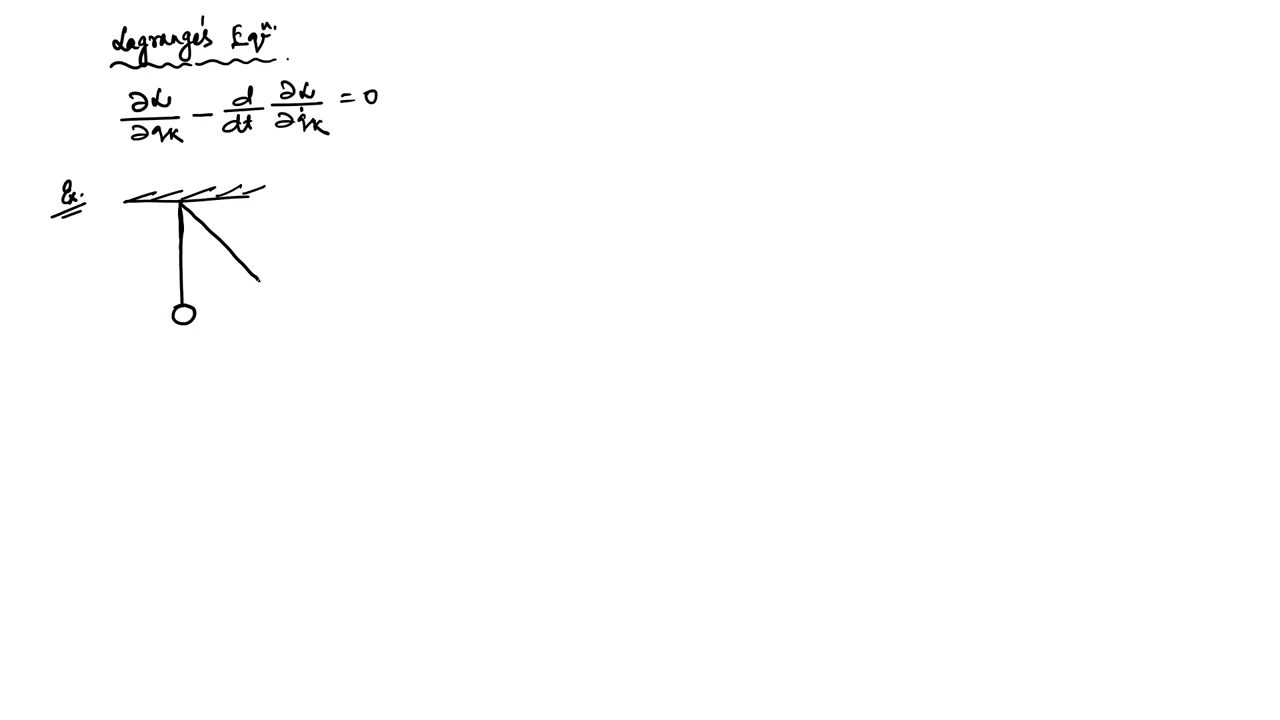 Lagrange's Eqⁿ.
∂L/∂qₖ − d/dt ∂L/∂q̇ₖ = 0
Ex.